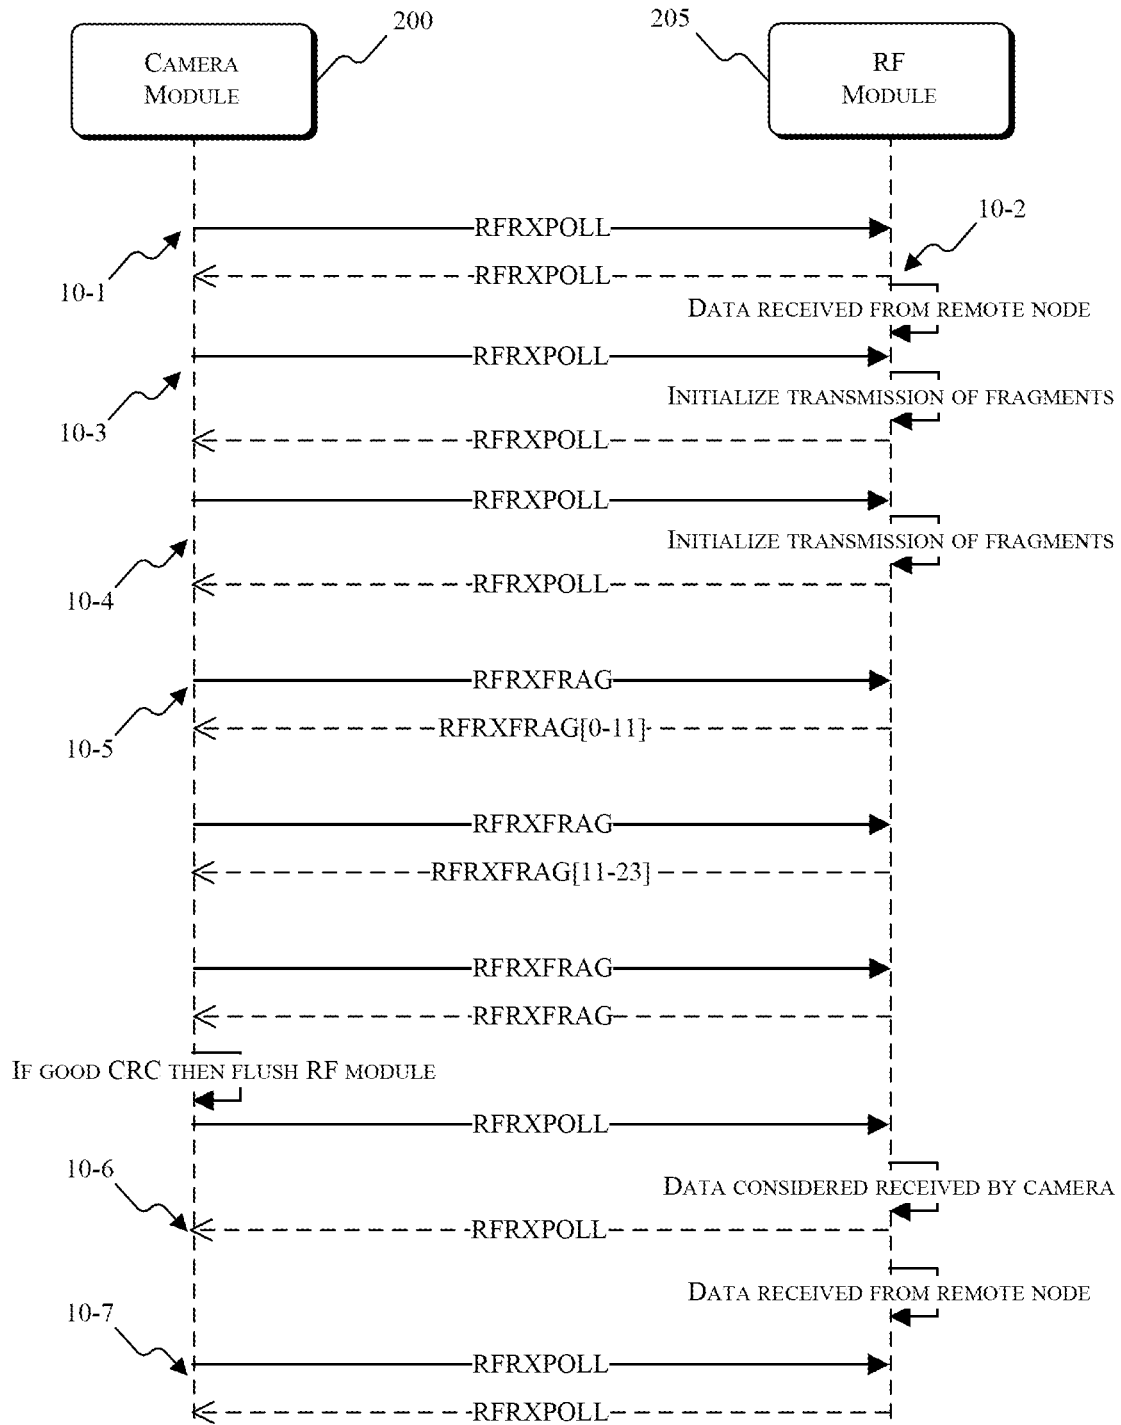 200
205
CAMERA
MODULE
RF
MODULE
10-2
RFRXPOLL
10-1
RFRXPOLL
DATA RECEIVED FROM REMOTE NODE
RFRXPOLL
10-3
INITIALIZE TRANSMISSION OF FRAGMENTS
RFRXPOLL
RFRXPOLL
INITIALIZE TRANSMISSION OF FRAGMENTS
10-4
RFRXPOLL
RFRXFRAG
10-5
RFRXFRAG[0-11]
RFRXFRAG
RFRXFRAG[11-23]
RFRXFRAG
RFRXFRAG
IF GOOD CRC THEN FLUSH RF MODULE
RFRXPOLL
10-6
DATA CONSIDERED RECEIVED BY CAMERA
RFRXPOLL
DATA RECEIVED FROM REMOTE NODE
10-7
RFRXPOLL
RFRXPOLL